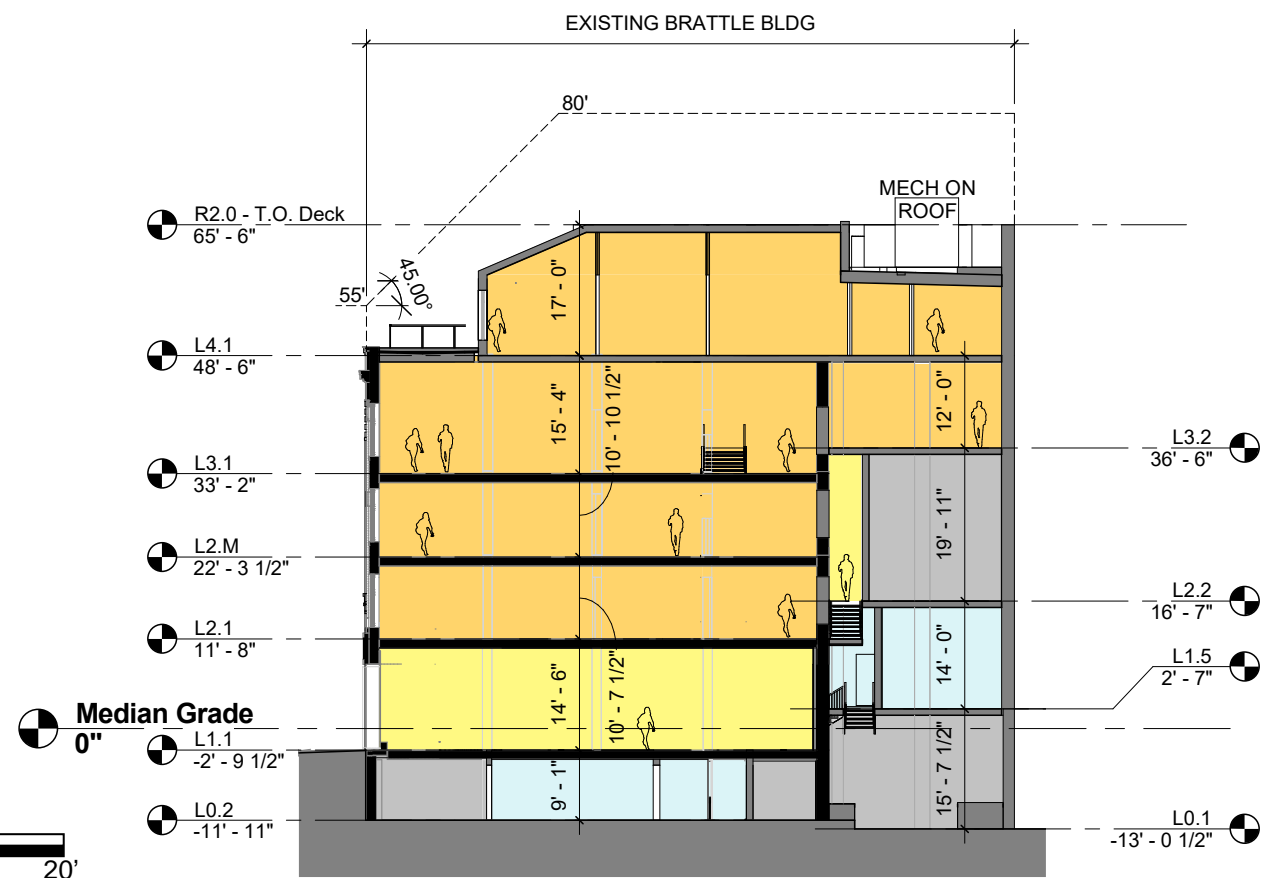 EXISTING BRATTLE BLDG
80'
MECH ON
ROOF
R2.0 - T.O. Deck
65' - 6"
45.00°
55'
17' - 0"
L4.1
48' - 6"
15' - 4"
10' - 10 1/2"
12' - 0"
L3.2
36' - 6"
L3.1
33' - 2"
19' - 11"
L2.M
22' - 3 1/2"
L2.2
16' - 7"
L2.1
11' - 8"
14' - 0"
L1.5
2' - 7"
14' - 6"
10' - 7 1/2"
Median Grade
0"
L1.1
-2' - 9 1/2"
9' - 1"
15' - 7 1/2"
L0.2
-11' - 11"
L0.1
-13' - 0 1/2"
20'